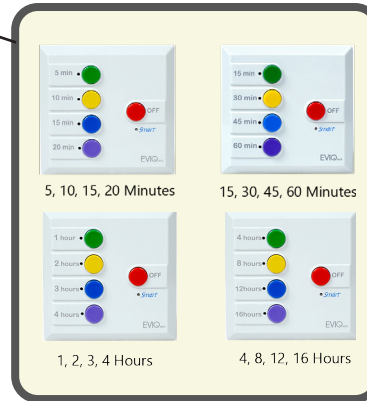 5 min
10 min
15 min
20 min
OFF
Smart
EVIQ
5, 10, 15, 20 Minutes
15 min
30 min
45 min
60 min
OFF
Smart
EVIQ
15, 30, 45, 60 Minutes
1 hour
2 hours
3 hours
4 hours
OFF
Smart
EVIQ
1, 2, 3, 4 Hours
4 hours
8 hours
12hours
16hours
OFF
Smart
EVIQ
4, 8, 12, 16 Hours